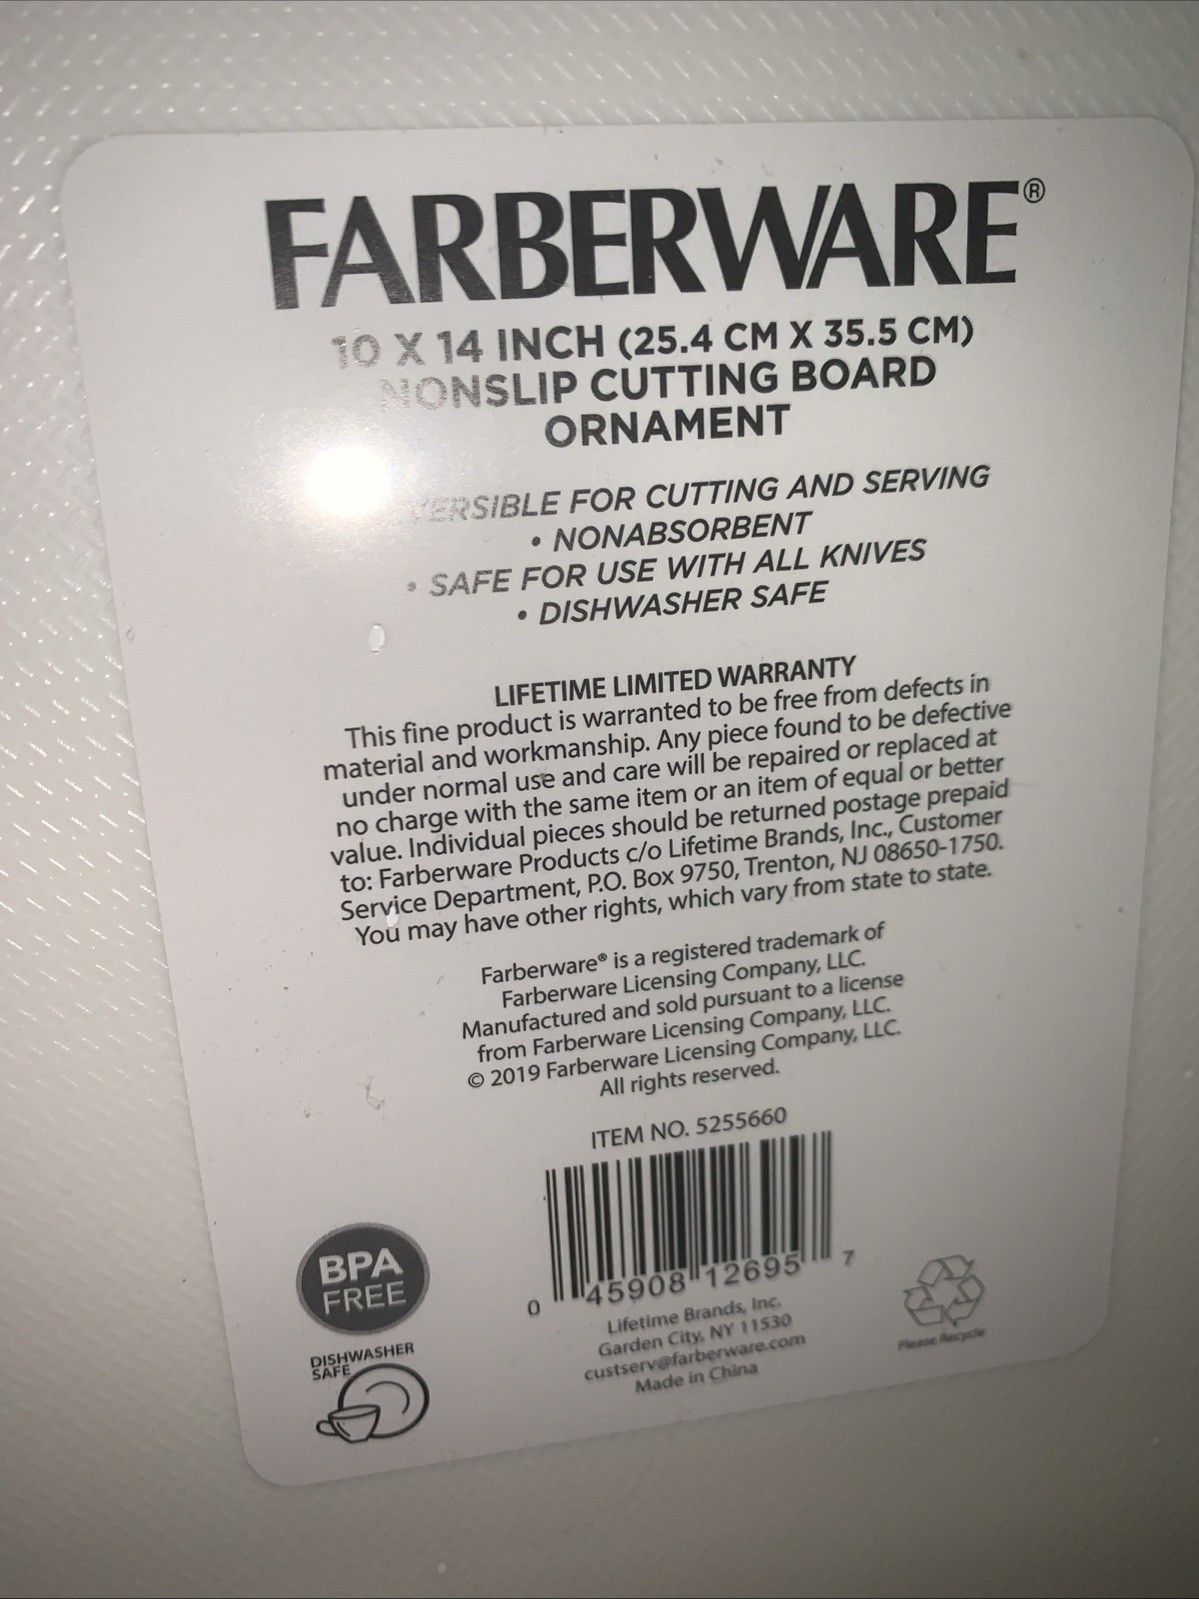 FARBERWARE®
10 X 14 INCH (25.4 CM X 35.5 CM)
NONSLIP CUTTING BOARD
ORNAMENT
VERSIBLE FOR CUTTING AND SERVING
• NONABSORBENT
• SAFE FOR USE WITH ALL KNIVES
• DISHWASHER SAFE
LIFETIME LIMITED WARRANTY
This fine product is warranted to be free from defects in
material and workmanship. Any piece found to be defective
under normal use and care will be repaired or replaced at
no charge with the same item or an item of equal or better
value. Individual pieces should be returned postage prepaid
to: Farberware Products c/o Lifetime Brands, Inc., Customer
Service Department, P.O. Box 9750, Trenton, NJ 08650-1750.
You may have other rights, which vary from state to state.
Farberware® is a registered trademark of
Farberware Licensing Company, LLC.
Manufactured and sold pursuant to a license
from Farberware Licensing Company, LLC.
© 2019 Farberware Licensing Company, LLC.
All rights reserved.
ITEM NO. 5255660
0 45908 12695 7
BPA
FREE
DISHWASHER
SAFE
Lifetime Brands, Inc.
Garden City, NY 11530
custserv@farberware.com
Made in China
Please Recycle